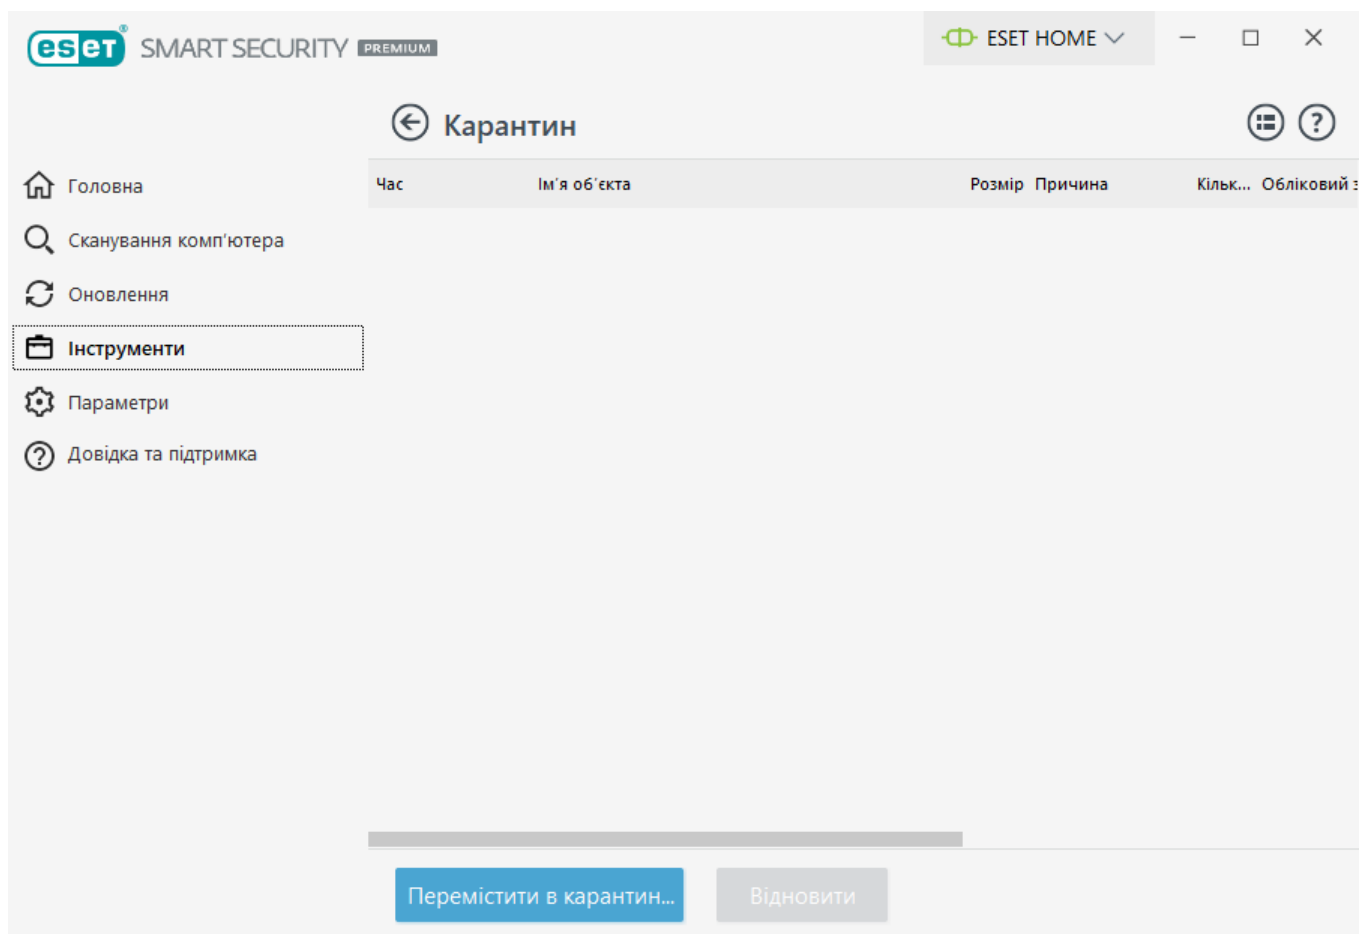 eset® SMART SECURITY PREMIUM
ESET HOME
Карантин
Головна
Сканування комп'ютера
Оновлення
Інструменти
Параметри
Довідка та підтримка
Час Ім'я об'єкта Розмір Причина Кільк... Обліковий з
Перемістити в карантин... Відновити